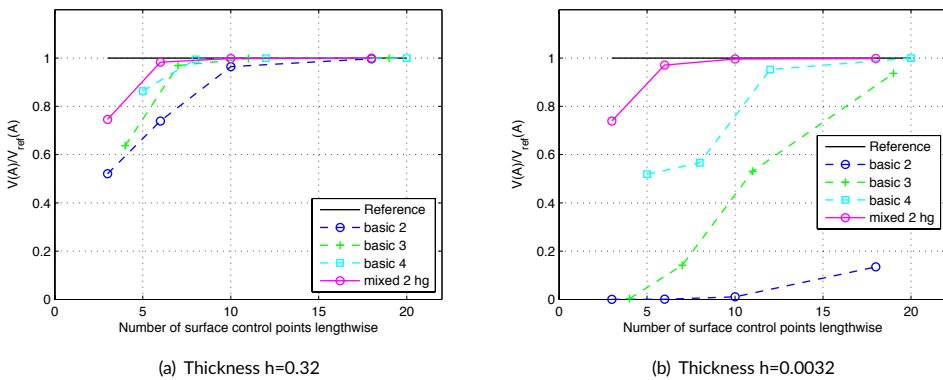 1
0.8
0.6
0.4
0.2
0
V(A)/V_ref(A)
Reference
basic 2
basic 3
basic 4
mixed 2 hg
0 5 10 15 20
Number of surface control points lengthwise
(a) Thickness h=0.32
1
0.8
0.6
0.4
0.2
0
V(A)/V_ref(A)
Reference
basic 2
basic 3
basic 4
mixed 2 hg
0 5 10 15 20
Number of surface control points lengthwise
(b) Thickness h=0.0032